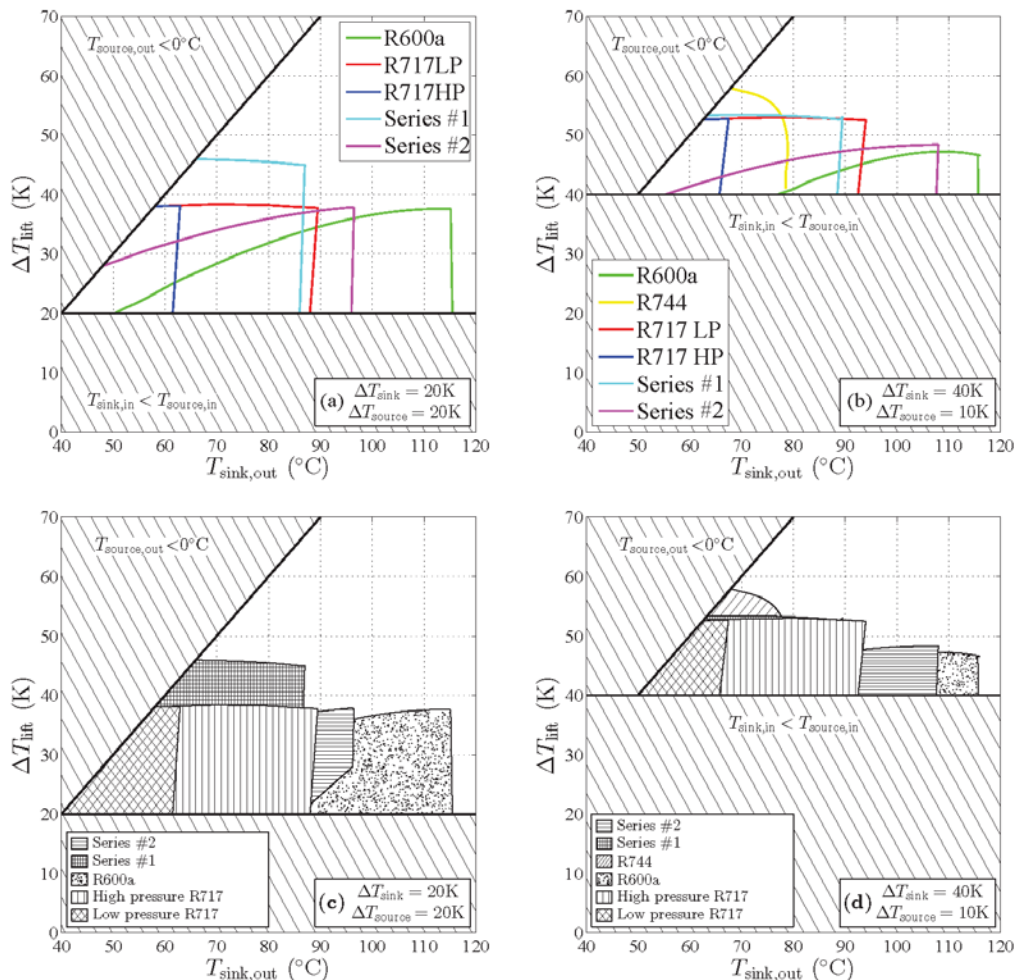 70
60
50
40
30
20
10
0
ΔT_lift (K)
T_source,out <0°C
R600a
R717LP
R717HP
Series #1
Series #2
T_sink,in < T_source,in
(a) ΔT_sink = 20K
ΔT_source = 20K
40 50 60 70 80 90 100 110 120
T_sink,out (°C)
70
60
50
40
30
20
10
0
ΔT_lift (K)
T_source,out <0°C
T_sink,in < T_source,in
R600a
R744
R717 LP
R717 HP
Series #1
Series #2
(b) ΔT_sink = 40K
ΔT_source = 10K
40 50 60 70 80 90 100 110 120
T_sink,out (°C)
70
60
50
40
30
20
10
0
ΔT_lift (K)
T_source,out <0°C
Series #2
Series #1
R600a
High pressure R717
Low pressure R717
(c) ΔT_sink = 20K
ΔT_source = 20K
40 50 60 70 80 90 100 110 120
T_sink,out (°C)
70
60
50
40
30
20
10
0
ΔT_lift (K)
T_source,out <0°C
T_sink,in < T_source,in
Series #2
Series #1
R744
R600a
High pressure R717
Low pressure R717
(d) ΔT_sink = 40K
ΔT_source = 10K
40 50 60 70 80 90 100 110 120
T_sink,out (°C)